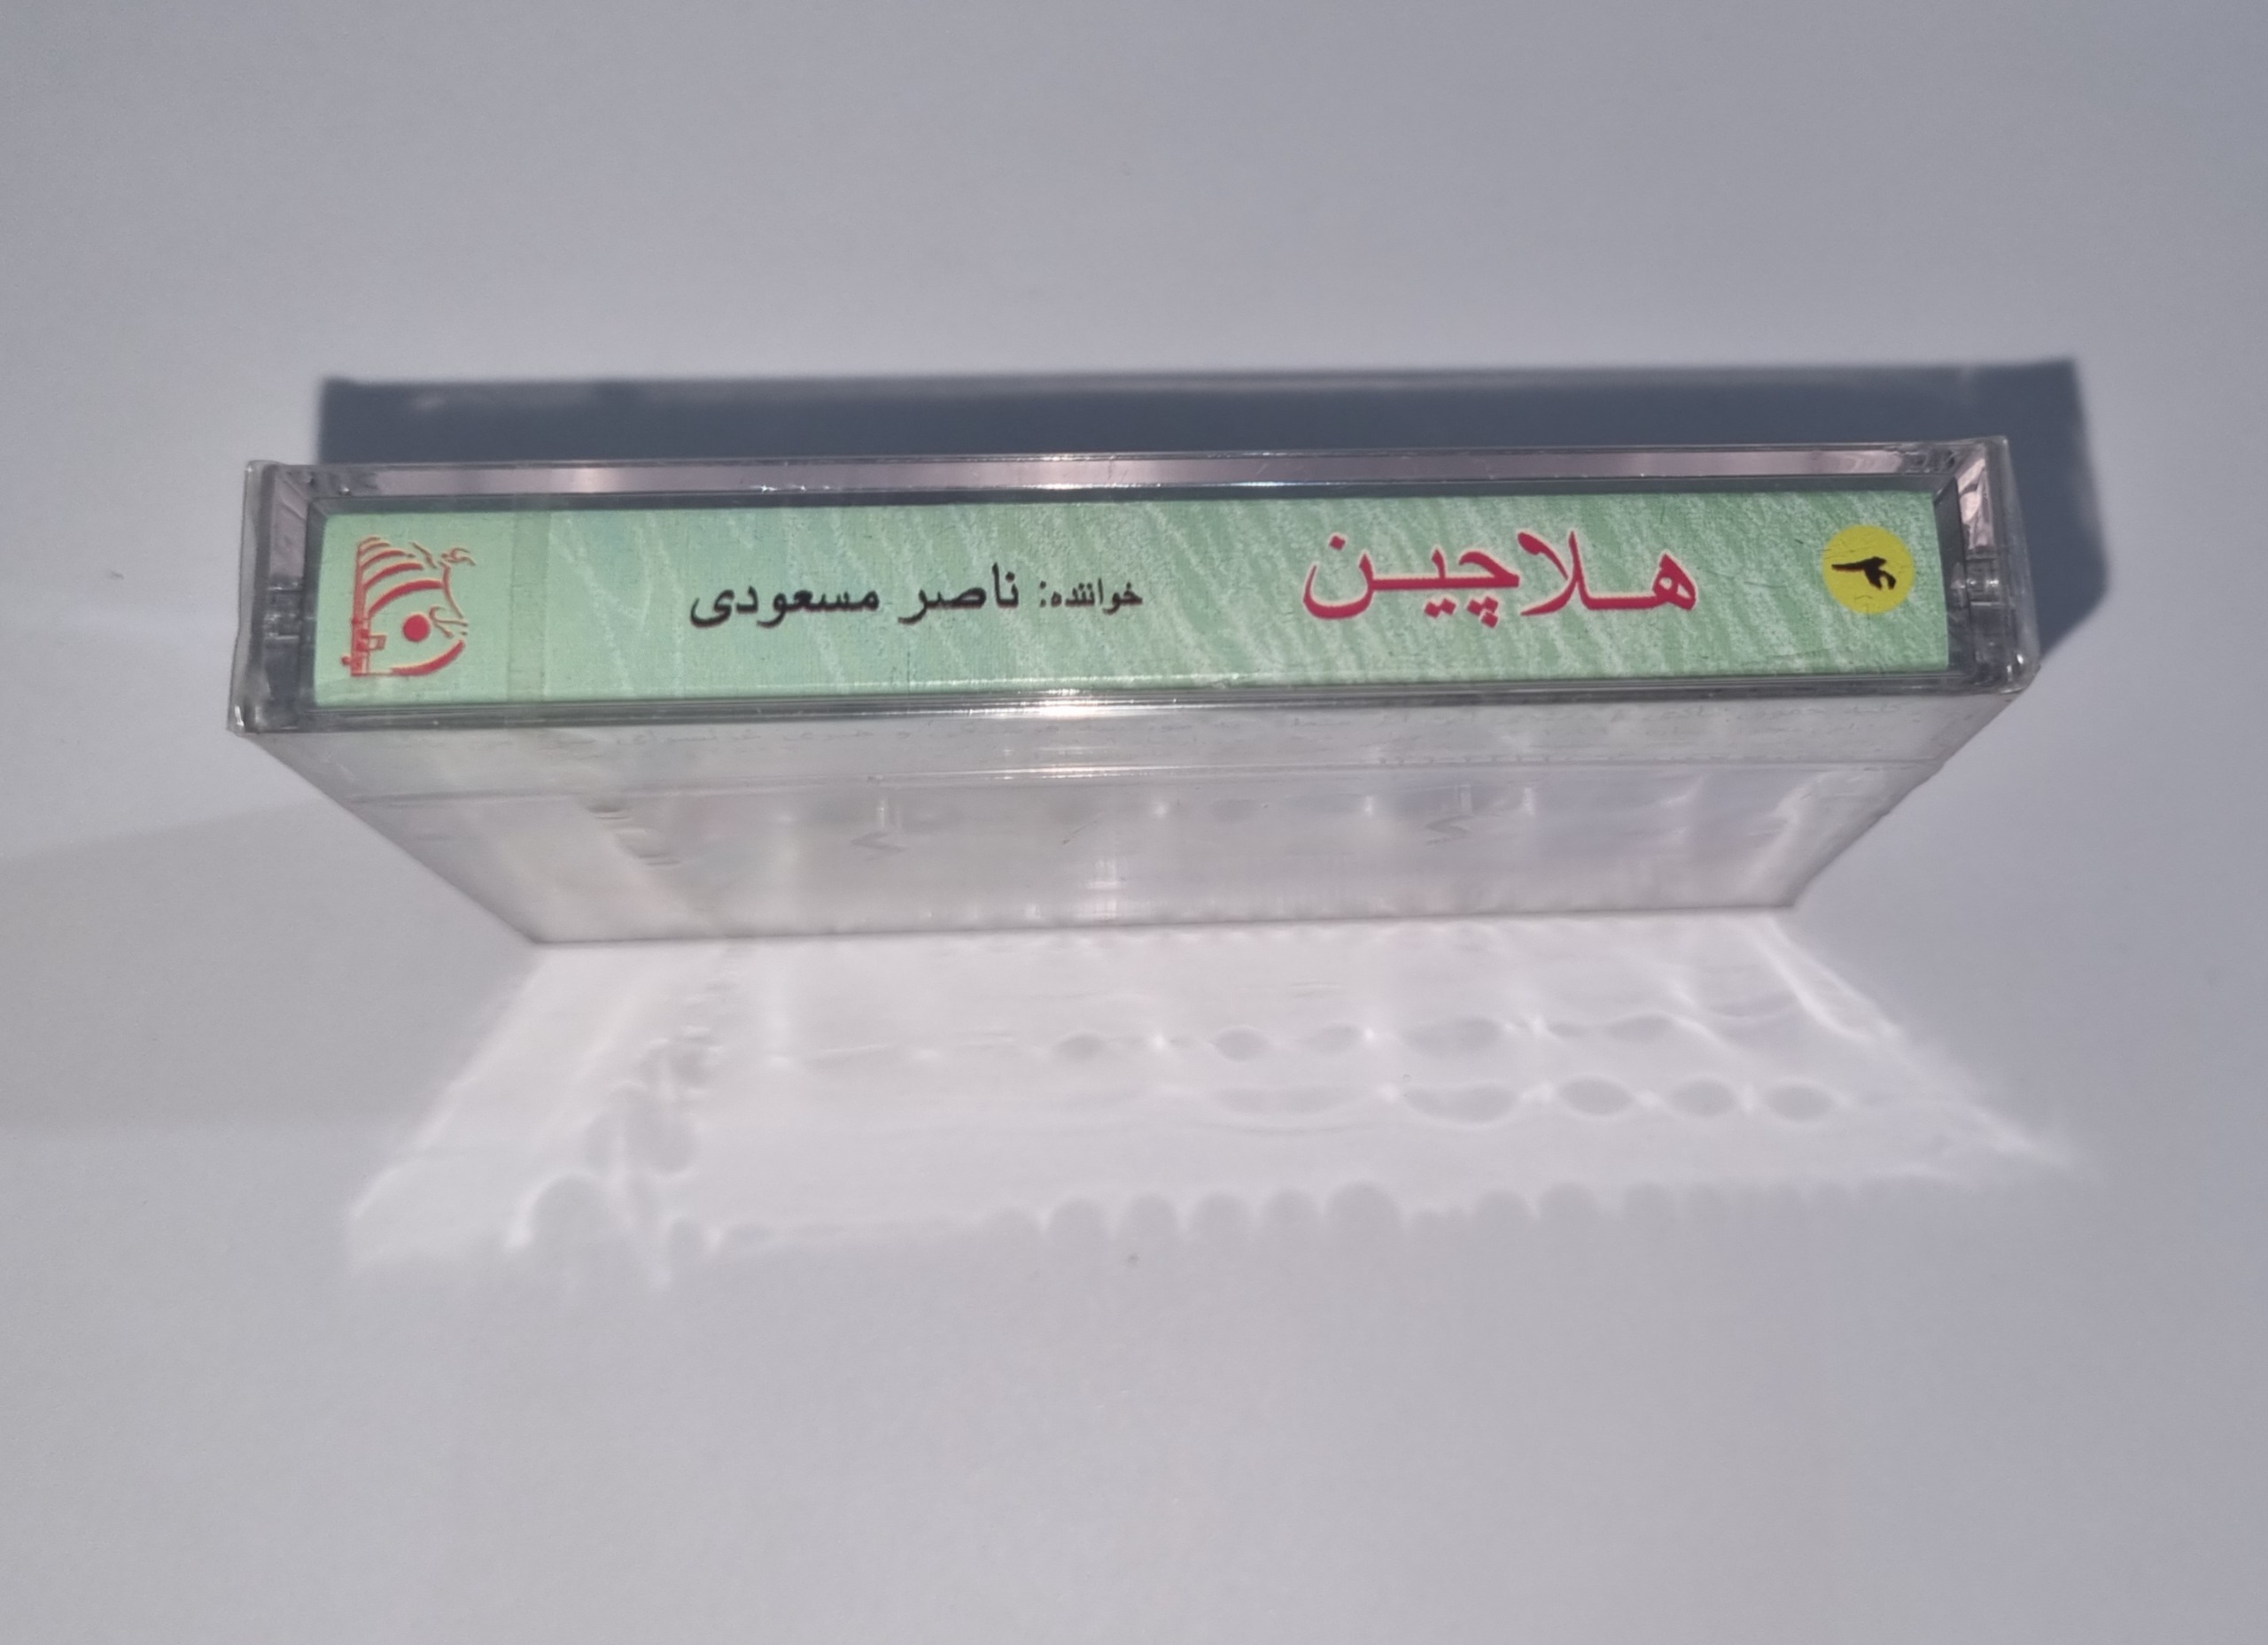 ۴
هلاچین
خواننده: ناصر مسعودی